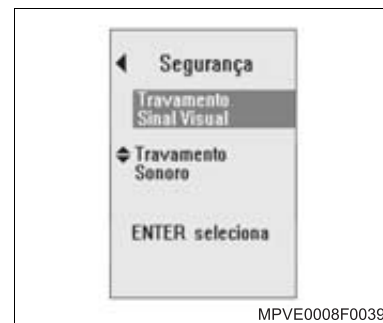 Segurança
Travamento
Sinal Visual
Travamento
Sonoro
ENTER seleciona
MPVE0008F0039